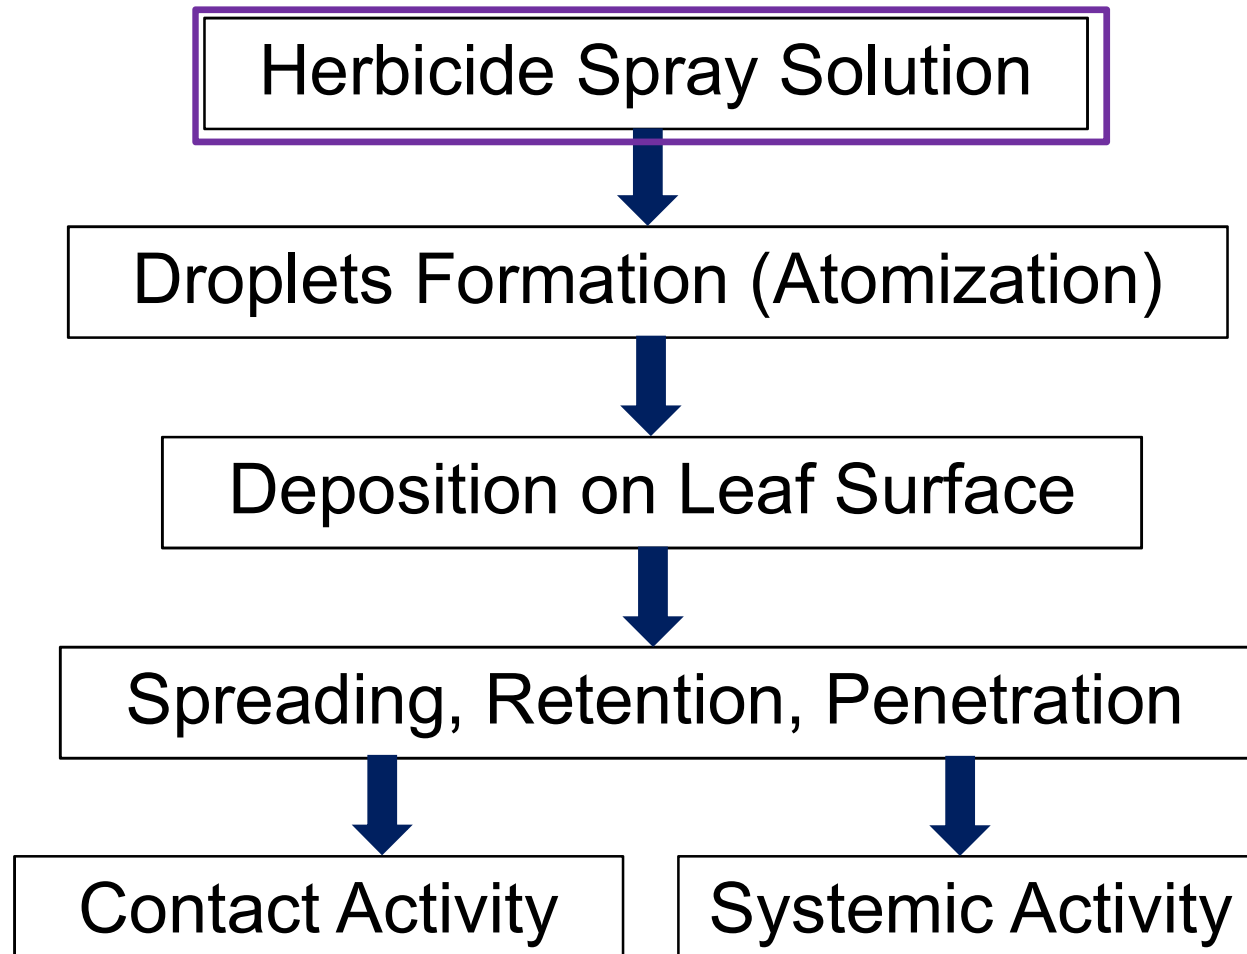 Herbicide Spray Solution
Droplets Formation (Atomization)
Deposition on Leaf Surface
Spreading, Retention, Penetration
Contact Activity
Systemic Activity